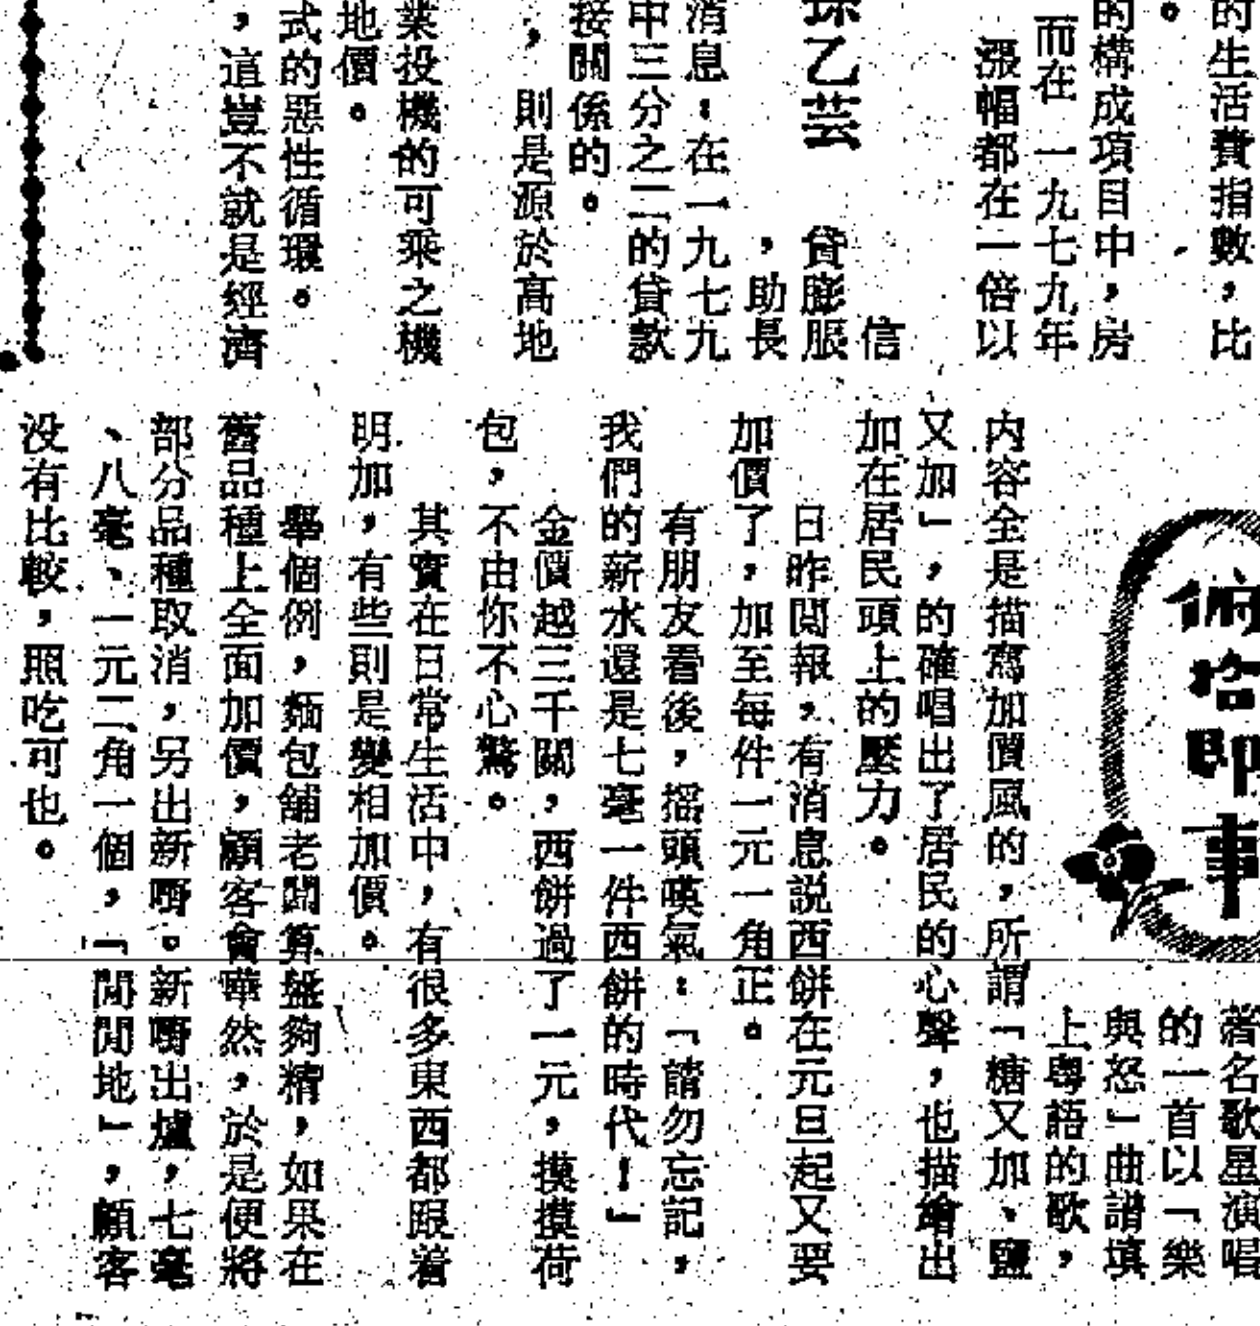 的生活費指數，比
。
的構成項目中，房
而在一九七九年
漲幅都在一倍以
信
貸膨脹
，助長
乙芸
消息：在一九七九
中三分之二的貸款
接關係的。
，則是源於高地
業投機的可乘之機
地價。
式的惡性循環。
，這豈不就是經濟
俯拾即事
著名歌星演唱
的一首以「樂
與怒」曲譜填
上粵語的歌，
內容全是描寫加價風的，所謂「糖又加、鹽
又加」，的確唱出了居民的心聲，也描繪出
加在居民頭上的壓力。
日昨閱報，有消息説西餅在元旦起又要
加價了，加至每件一元一角正。
有朋友看後，摇頭嘆氣：「請勿忘記，
我們的薪水還是七毫一件西餅的時代！」
金價越三千關，西餅過了一元，摸摸荷
包，不由你不心驚。
其實在日常生活中，有很多東西都跟着
明加，有些則是變相加價。
舉個例，麵包舖老闆算盤夠精，如果在
舊品種上全面加價，顧客會嘩然，於是便將
部分品種取消，另出新嘢。新嘢出爐，七毫
、八毫、一元二角一個，「閒閒地」，顧客
没有比較，照吃可也。